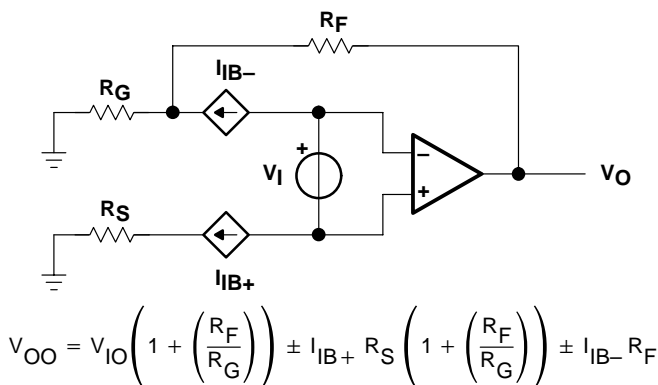 RF
IIB–
RG
+
VI
–
+
VO
RS
IIB+
VOO = VIO(1 + (RF/RG)) ± IIB+ RS (1 + (RF/RG)) ± IIB– RF